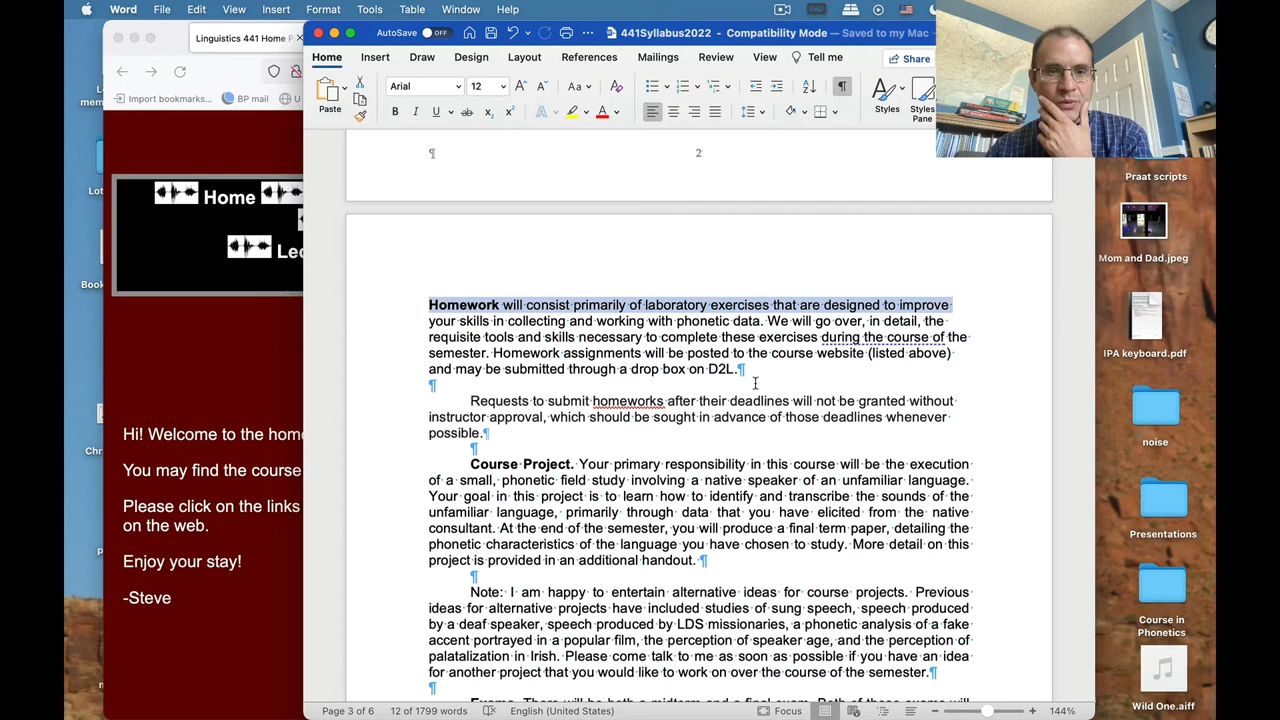 Word File Edit View Insert Format Tools Table Window Help
Linguistics 441 Home P
AutoSave OFF
441Syllabus2022 - Compatibility Mode — Saved to my Mac
Home Insert Draw Design Layout References Mailings Review View Tell me
Share
Import bookmarks... BP mail
Paste
Arial 12
Styles
Styles Pane
Home
Lec
Hi! Welcome to the hom
You may find the course
Please click on the links
on the web.
Enjoy your stay!
-Steve
2
Homework will consist primarily of laboratory exercises that are designed to improve
your skills in collecting and working with phonetic data. We will go over, in detail, the
requisite tools and skills necessary to complete these exercises during the course of the
semester. Homework assignments will be posted to the course website (listed above)
and may be submitted through a drop box on D2L.
Requests to submit homeworks after their deadlines will not be granted without
instructor approval, which should be sought in advance of those deadlines whenever
possible.
Course Project. Your primary responsibility in this course will be the execution
of a small, phonetic field study involving a native speaker of an unfamiliar language.
Your goal in this project is to learn how to identify and transcribe the sounds of the
unfamiliar language, primarily through data that you have elicited from the native
consultant. At the end of the semester, you will produce a final term paper, detailing the
phonetic characteristics of the language you have chosen to study. More detail on this
project is provided in an additional handout.
Note: I am happy to entertain alternative ideas for course projects. Previous
ideas for alternative projects have included studies of sung speech, speech produced
by a deaf speaker, speech produced by LDS missionaries, a phonetic analysis of a fake
accent portrayed in a popular film, the perception of speaker age, and the perception of
palatalization in Irish. Please come talk to me as soon as possible if you have an idea
for another project that you would like to work on over the course of the semester.
Page 3 of 6 12 of 1799 words English (United States) Focus 144%
Praat scripts
Mom and Dad.jpeg
IPA keyboard.pdf
noise
Presentations
Course in
Phonetics
Wild One.aiff